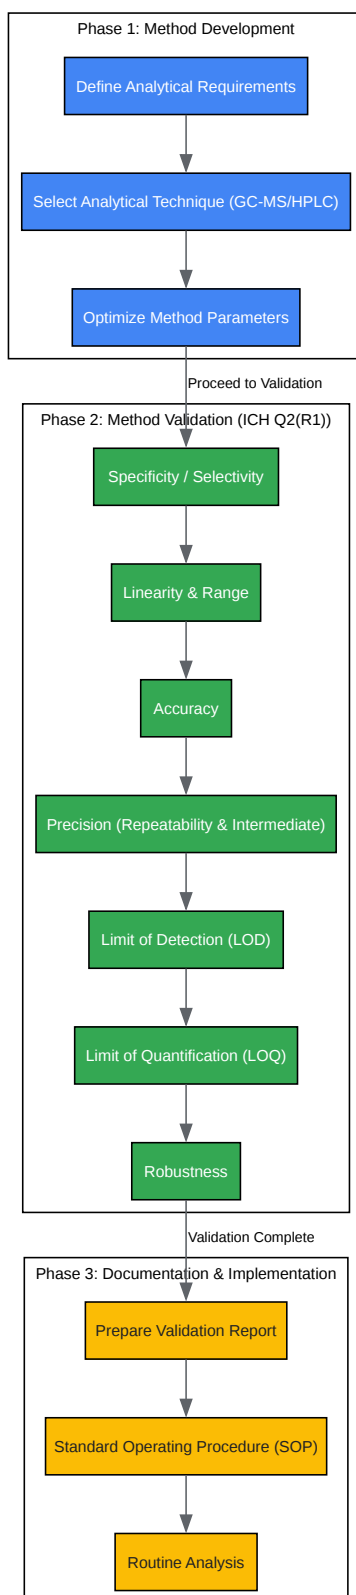 Phase 1: Method Development
Define Analytical Requirements
Select Analytical Technique (GC-MS/HPLC)
Optimize Method Parameters
Proceed to Validation
Phase 2: Method Validation (ICH Q2(R1))
Specificity / Selectivity
Linearity & Range
Accuracy
Precision (Repeatability & Intermediate)
Limit of Detection (LOD)
Limit of Quantification (LOQ)
Robustness
Validation Complete
Phase 3: Documentation & Implementation
Prepare Validation Report
Standard Operating Procedure (SOP)
Routine Analysis